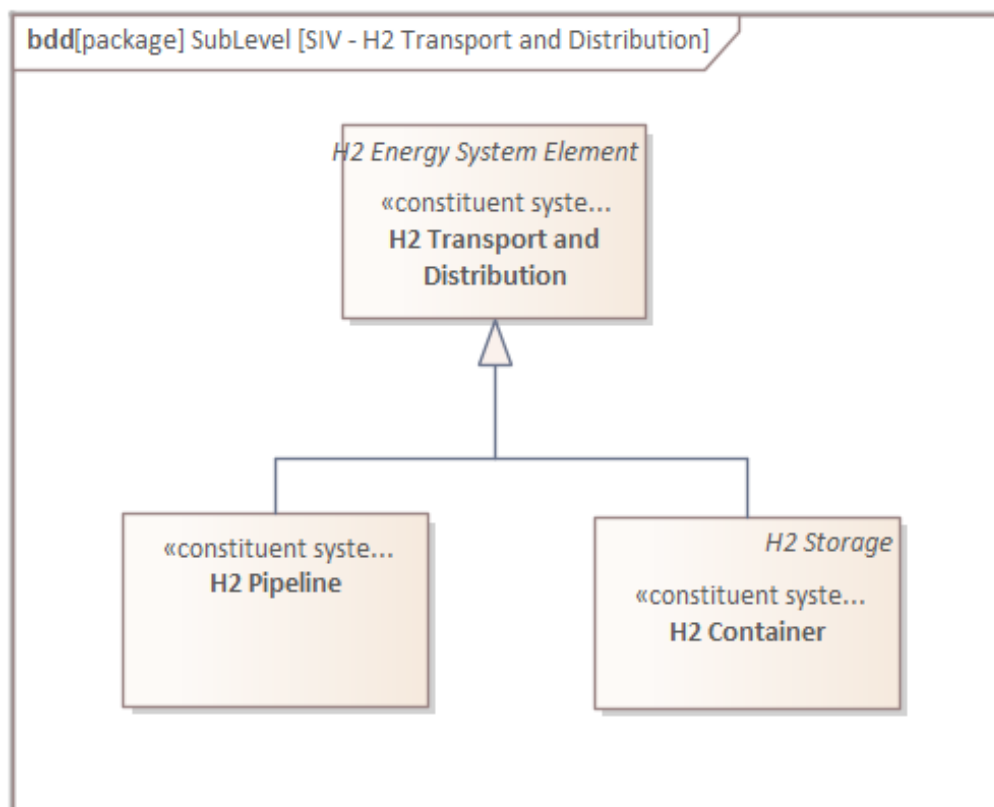 bdd[package] SubLevel [SIV - H2 Transport and Distribution]
H2 Energy System Element
«constituent syste...
H2 Transport and
Distribution
«constituent syste...
H2 Pipeline
H2 Storage
«constituent syste...
H2 Container